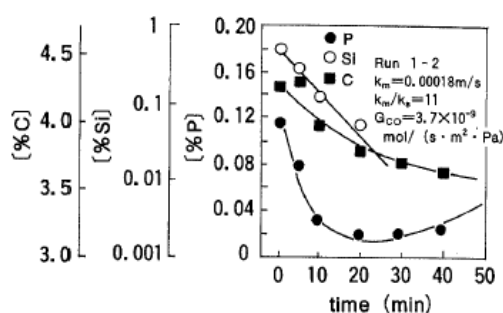 [%C]
4.5
4.0
3.5
3.0
[%Si]
1
0.1
0.01
0.001
[%P]
0.20
0.16
0.12
0.08
0.04
0
P
Si
C
Run 1-2
km=0.00018m/s
km/ks=11
GCO=3.7×10-9
mol/(s·m2·Pa)
0 10 20 30 40 50
time (min)